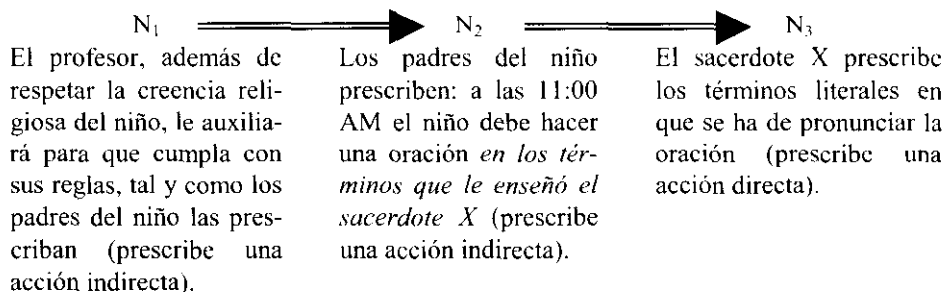 N₁ N₂ N₃
El profesor, además de
respetar la creencia reli-
giosa del niño, le auxilia-
rá para que cumpla con
sus reglas, tal y como los
padres del niño las pres-
criban (prescribe una
acción indirecta).
Los padres del niño
prescriben: a las 11:00
AM el niño debe hacer
una oración en los tér-
minos que le enseñó el
sacerdote X (prescribe
una acción indirecta).
El sacerdote X prescribe
los términos literales en
que se ha de pronunciar la
oración (prescribe una
acción directa).